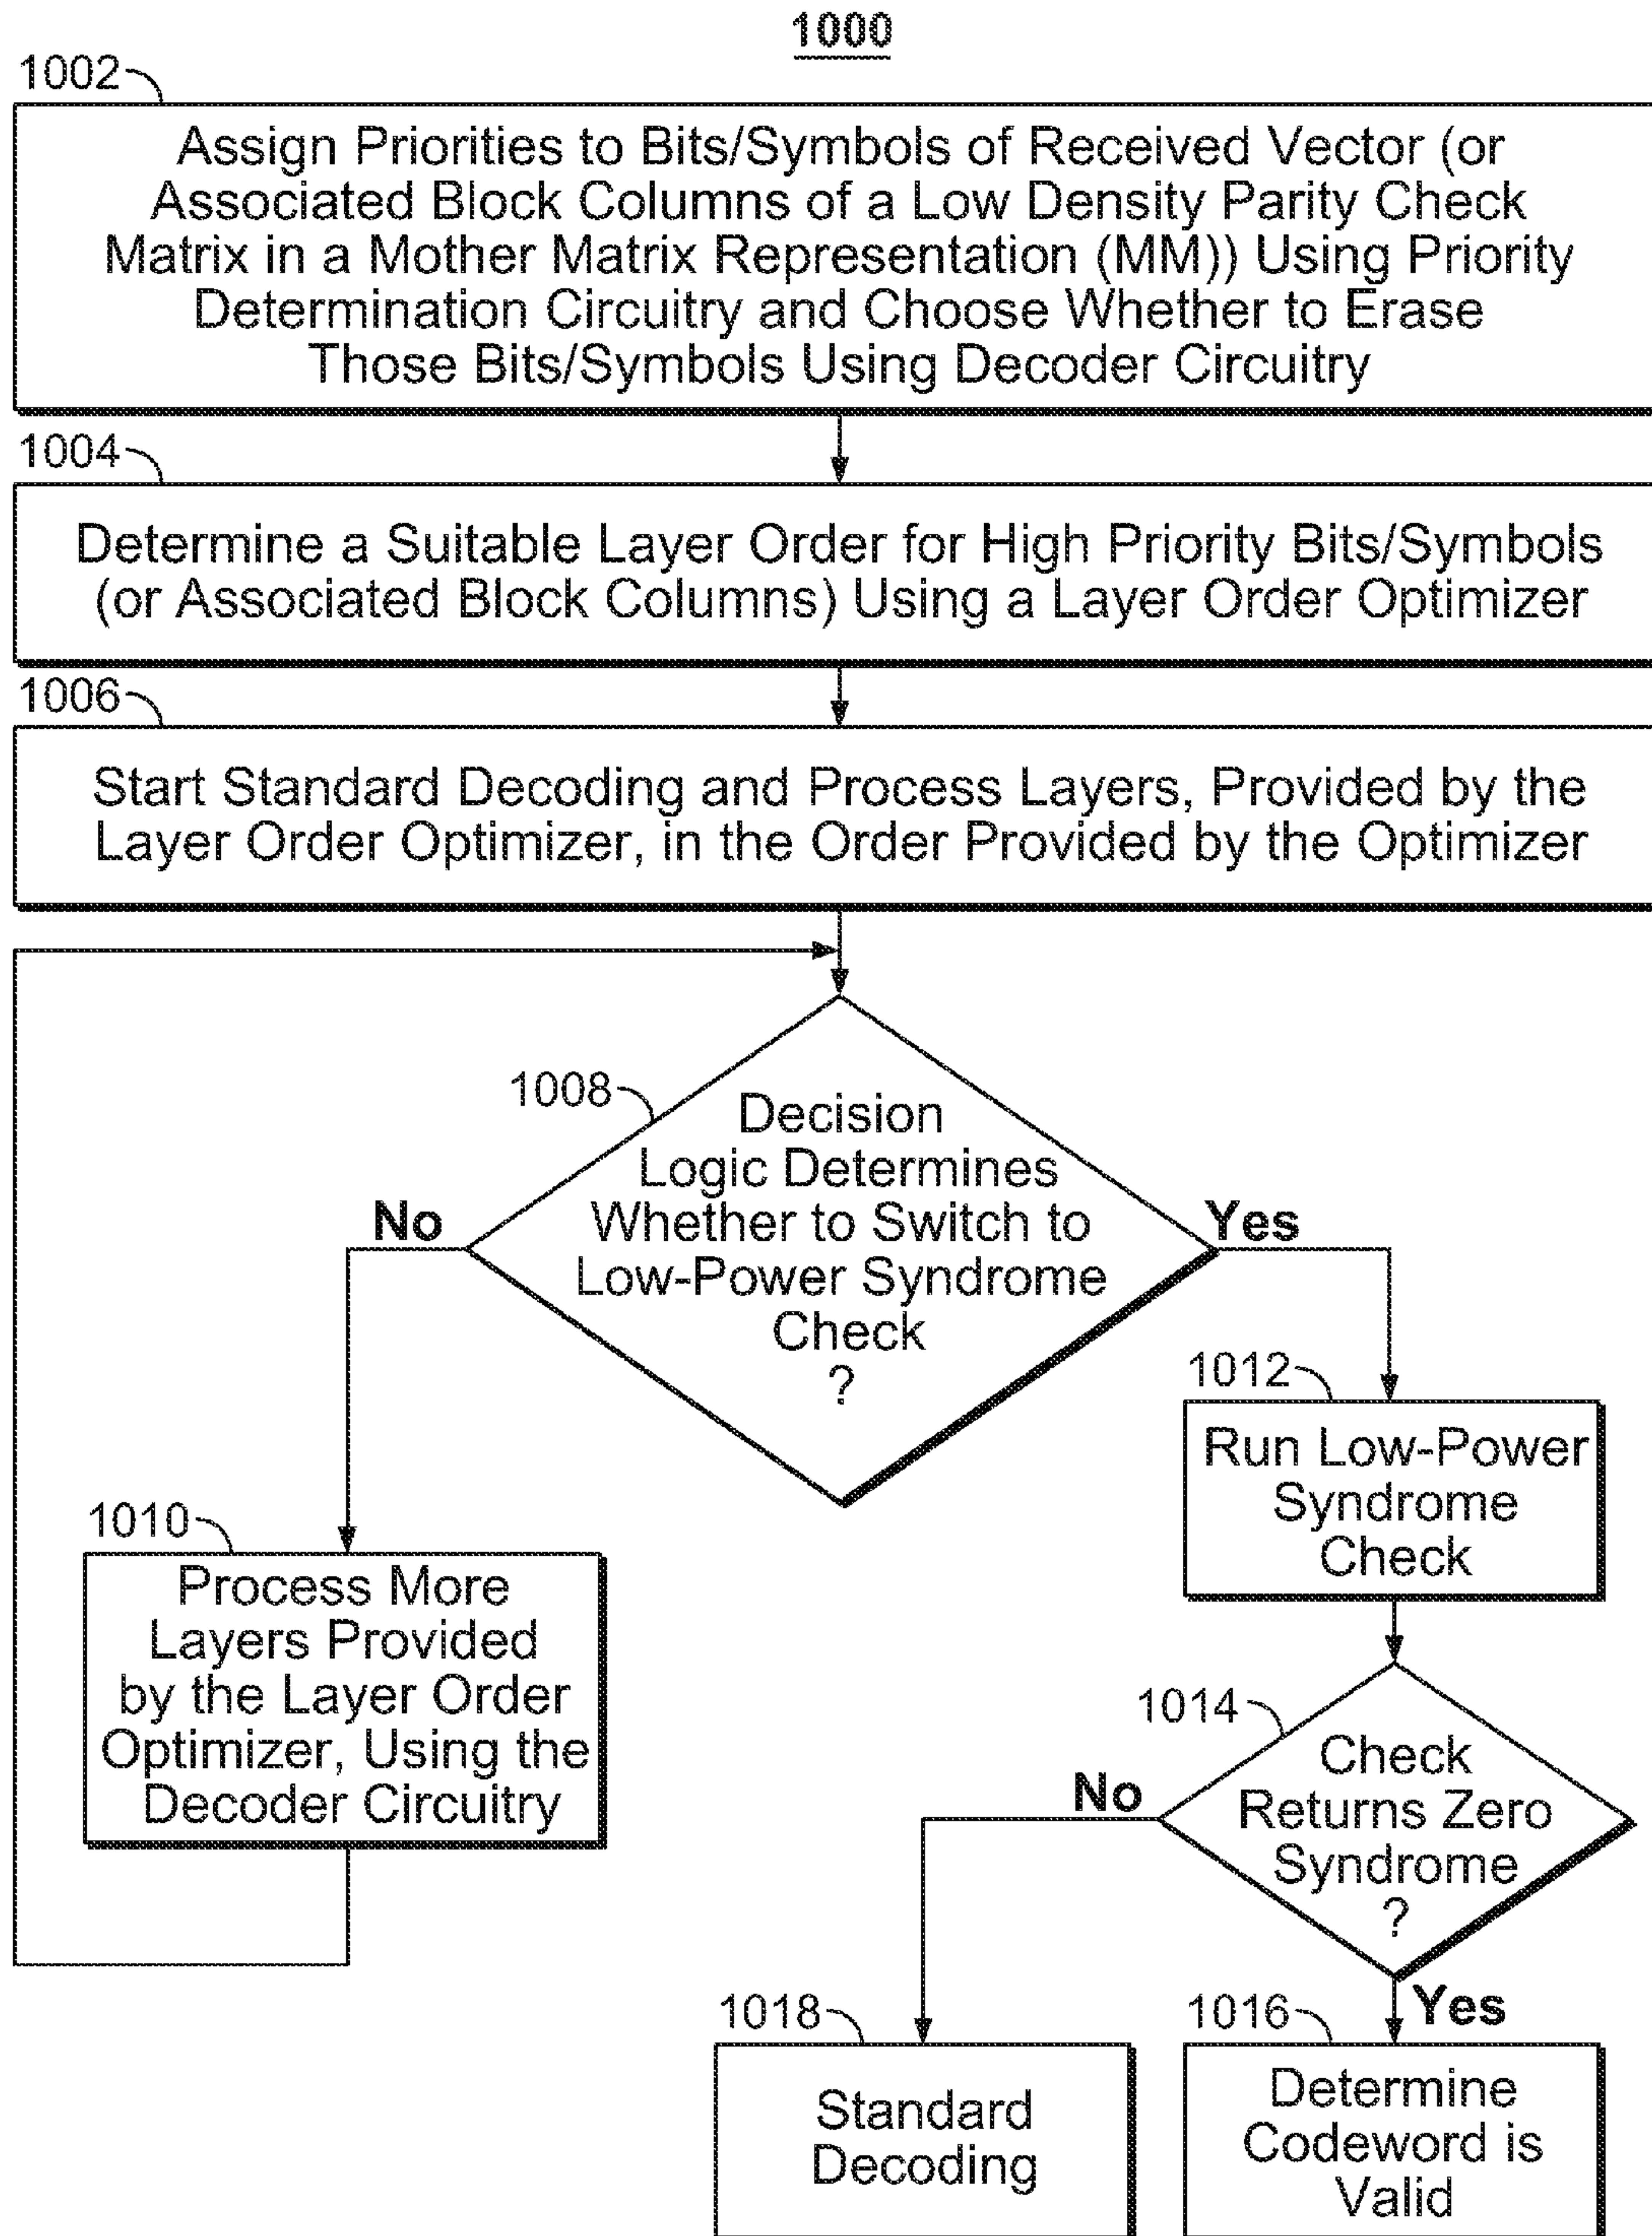 1000
1002
Assign Priorities to Bits/Symbols of Received Vector (or
Associated Block Columns of a Low Density Parity Check
Matrix in a Mother Matrix Representation (MM)) Using Priority
Determination Circuitry and Choose Whether to Erase
Those Bits/Symbols Using Decoder Circuitry
1004
Determine a Suitable Layer Order for High Priority Bits/Symbols
(or Associated Block Columns) Using a Layer Order Optimizer
1006
Start Standard Decoding and Process Layers, Provided by the
Layer Order Optimizer, in the Order Provided by the Optimizer
1008
Decision
Logic Determines
Whether to Switch to
Low-Power Syndrome
Check
?
No
Yes
1010
Process More
Layers Provided
by the Layer Order
Optimizer, Using the
Decoder Circuitry
1012
Run Low-Power
Syndrome
Check
1014
Check
Returns Zero
Syndrome
?
No
Yes
1018
Standard
Decoding
1016
Determine
Codeword is
Valid